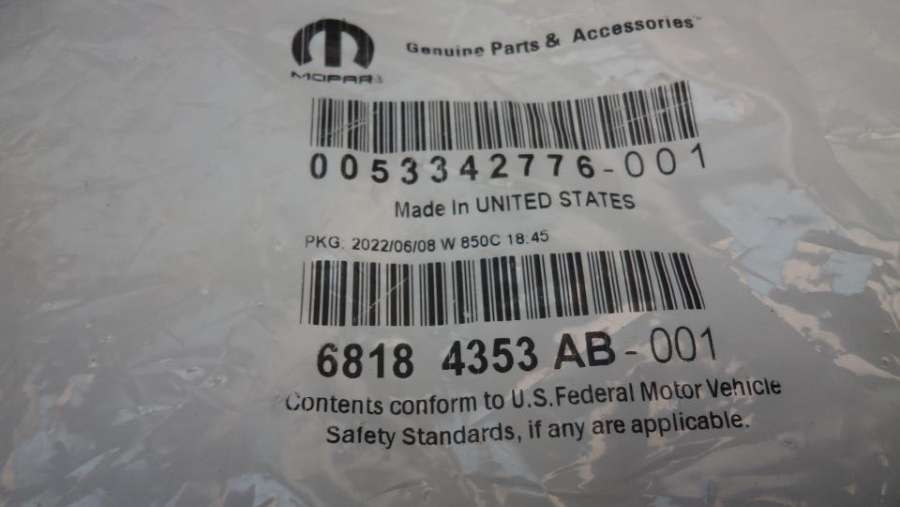 Genuine Parts & Accessories™
MOPAR®
0053342776-001
Made In UNITED STATES
PKG: 2022/06/08 W 850C 18.45
6818 4353 AB-001
Contents conform to U.S.Federal Motor Vehicle
Safety Standards, if any are applicable.